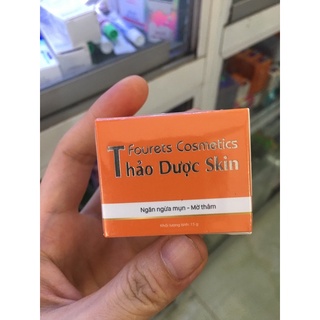 Fourecs Cosmetics
Thảo Dược Skin
Ngăn ngừa mụn - Mờ thâm